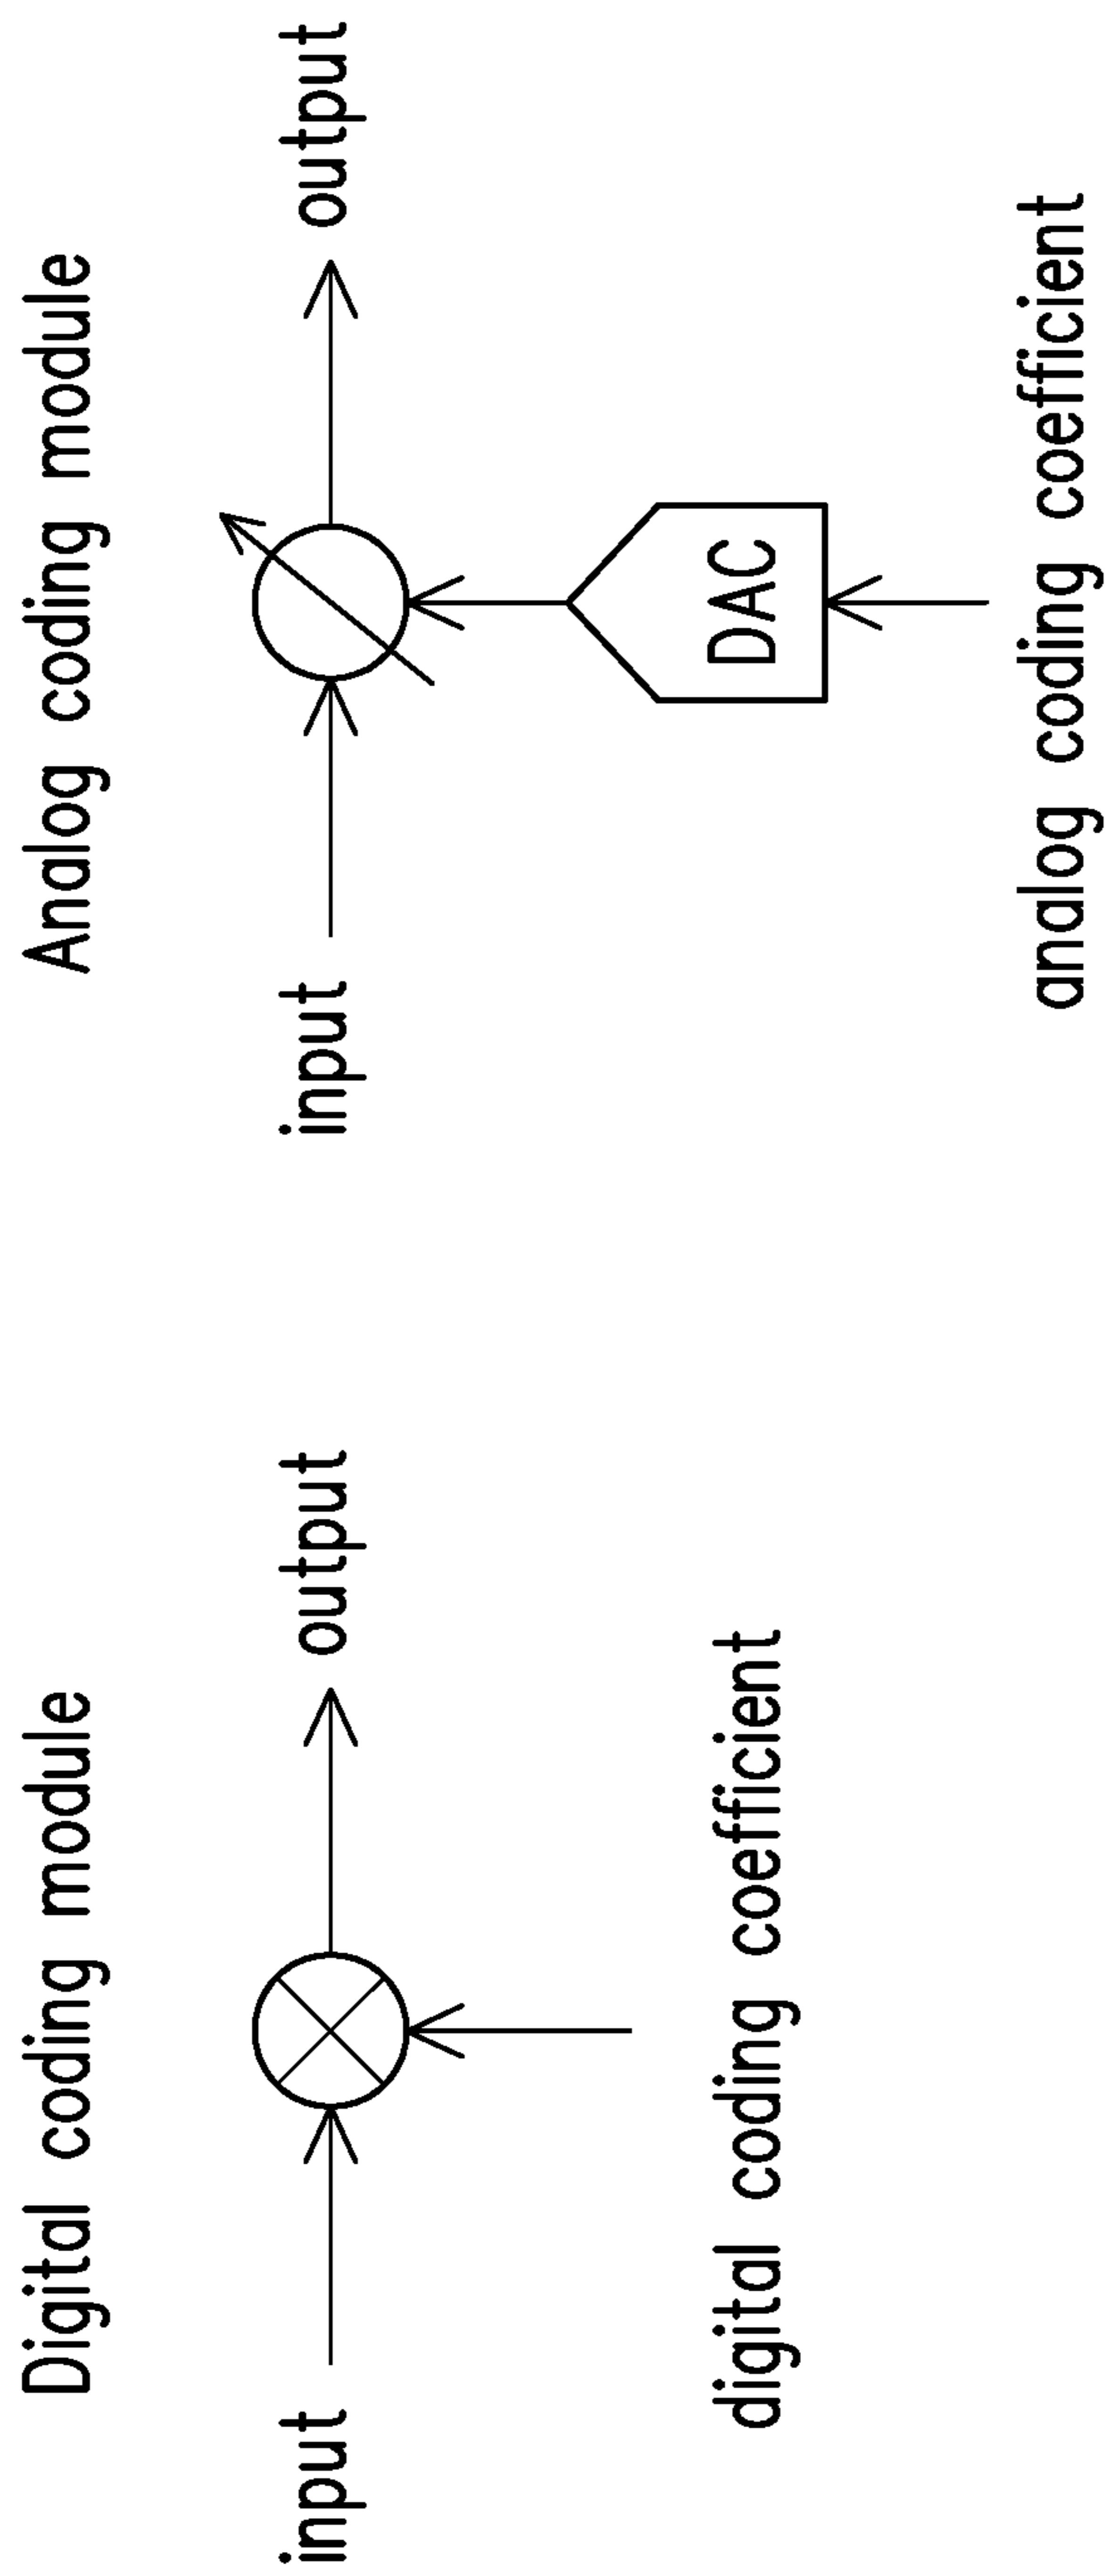 Digital coding module
input
output
digital coding coefficient
Analog coding module
input
output
DAC
analog coding coefficient